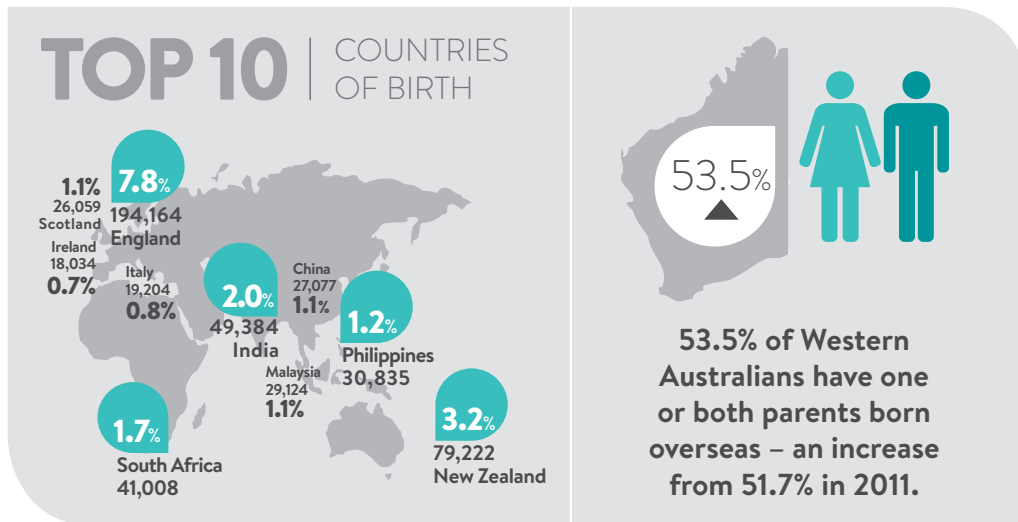 TOP 10
COUNTRIES
OF BIRTH
7.8%
194,164
England
1.1%
26,059
Scotland
Ireland
18,034
0.7%
Italy
19,204
0.8%
2.0%
49,384
India
China
27,077
1.1%
1.2%
Philippines
30,835
Malaysia
29,124
1.1%
1.7%
South Africa
41,008
3.2%
79,222
New Zealand
53.5%
53.5% of Western
Australians have one
or both parents born
overseas – an increase
from 51.7% in 2011.